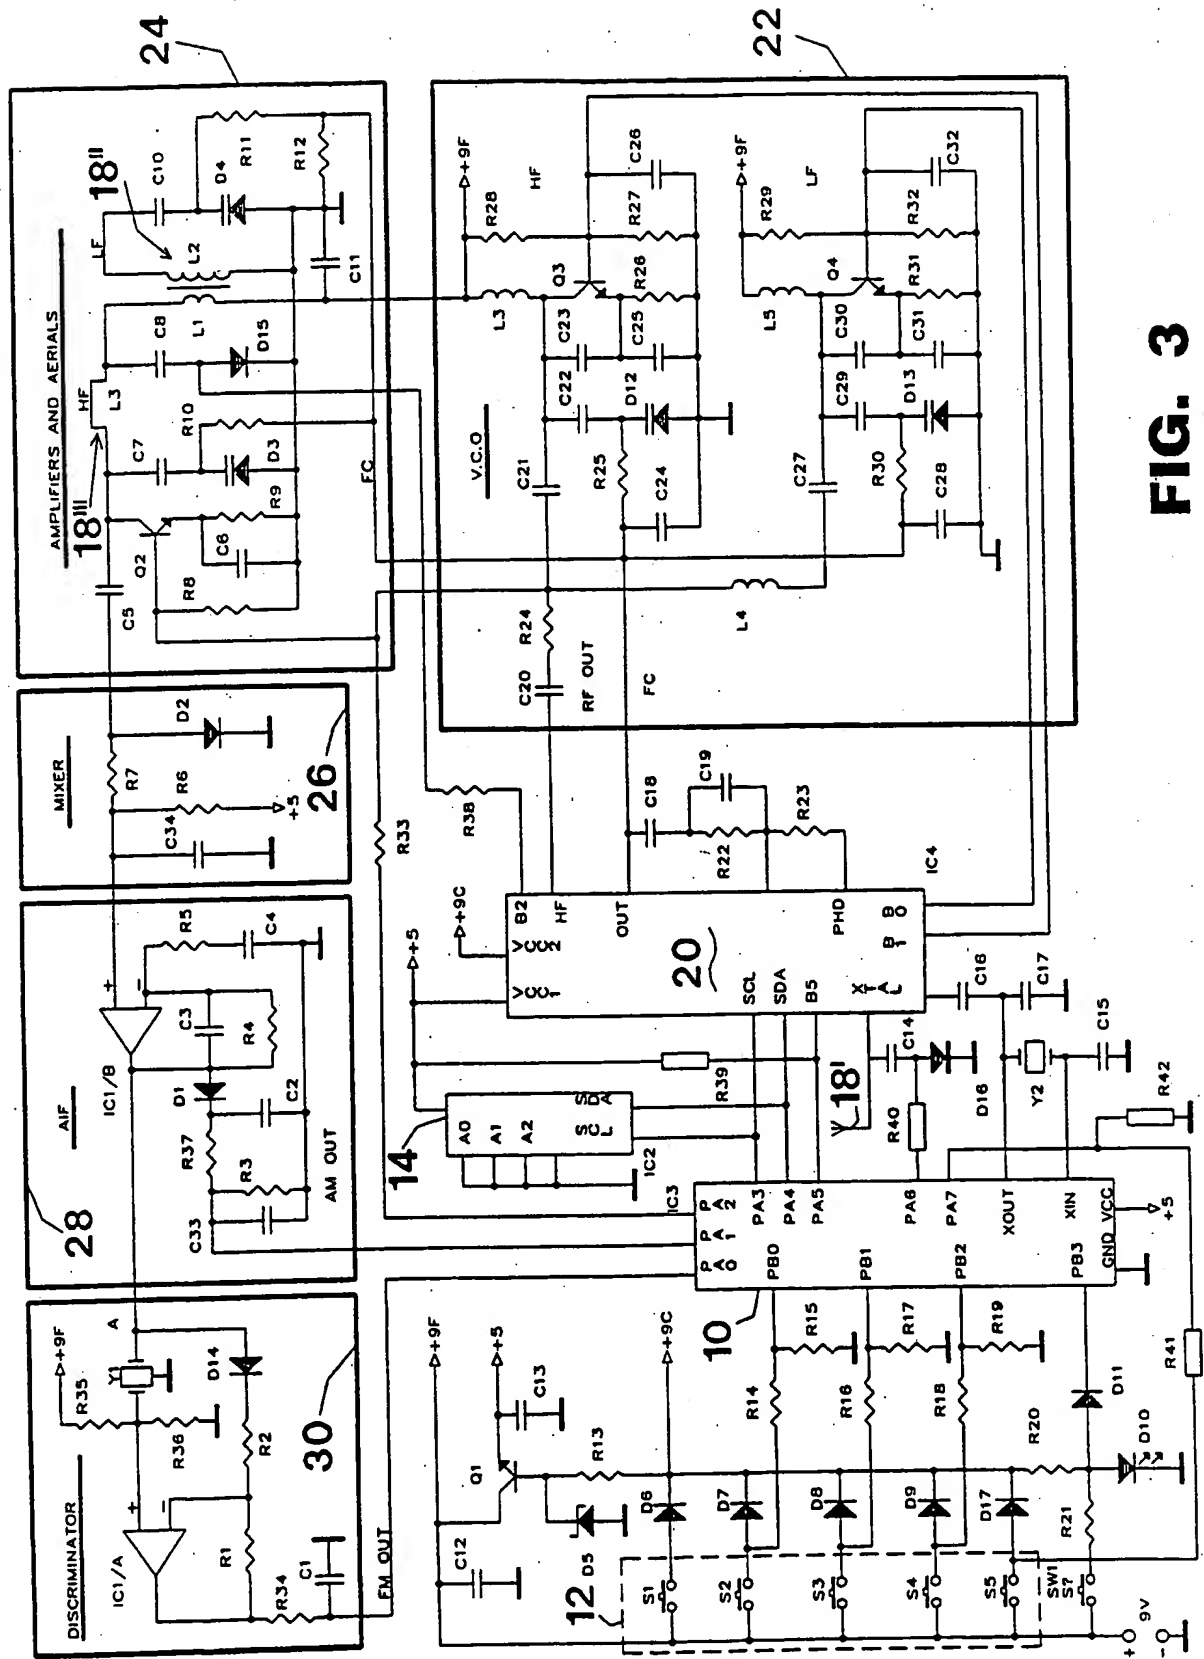 24
AMPLIFIERS AND AERIALS
18'''
HF
L3
C7
R10
D3
FC
C8
D15
L1
L2
LF
18''
C10
D4
R11
R12
C11
C5
Q2
R8
C6
R9
MIXER
R7
D2
R6
+5
C34
26
AIF
28
IC1/B
+
−
R5
C4
C3
R4
D1
C2
R37
R3
C33
AM OUT
DISCRIMINATOR
30
A
+9F
R35
Y1
R36
D14
R2
IC1/A
+
−
R1
R34
C1
FM OUT
22
V.C.O
HF
+9F
R28
L3
Q3
C26
R27
R26
C23
C25
C22
D12
C21
R25
C24
C20
R24
RF OUT
FC
L4
LF
+9F
R29
L5
Q4
C32
R32
R31
C30
C31
C29
D13
C27
R30
C28
R33
R38
+9C
+5
B2
HF
VCC2
VCC1
OUT
PHD
B0
B1
20
SCL
SDA
B5
XTAL
IC4
C18
C19
R22
R23
C16
C17
14
A0
A1
A2
SDA
SCL
IC2
R39
18'
C14
R40
D16
Y2
C15
R42
IC3
PA2
PA1
PA0
PA3
PA4
PA5
PA6
PA7
XOUT
XIN
VCC
GND
+5
PB0
PB1
PB2
PB3
10
R15
R17
R19
R14
R16
R18
D11
R41
+9F
+5
+9C
C13
Q1
R13
C12
D5
D6
D7
D8
D9
D17
R20
R21
D10
12
S1
S2
S3
S4
S5
SW1
S?
+
9V
−
FIG. 3